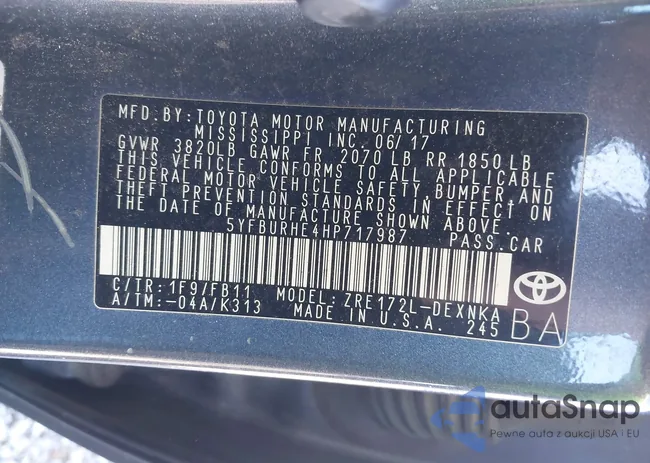 MFD.BY:TOYOTA MOTOR MANUFACTURING
MISSISSIPPI INC.06/17
GVWR 3820LB GAWR FR 2070 LB RR 1850 LB
THIS VEHICLE CONFORMS TO ALL APPLICABLE
FEDERAL MOTOR VEHICLE SAFETY, BUMPER,AND
THEFT PREVENTION STANDARDS IN EFFECT ON
THE DATE OF MANUFACTURE SHOWN ABOVE.
5YFBURHE4HP717987 PASS.CAR
C/TR: 1F9/FB11 MODEL: ZRE172L-DEXNKA
A/TM:-04A/K313 MADE IN U.S.A. 245
BA
autaSnap
Pewne auta z aukcji USA i EU